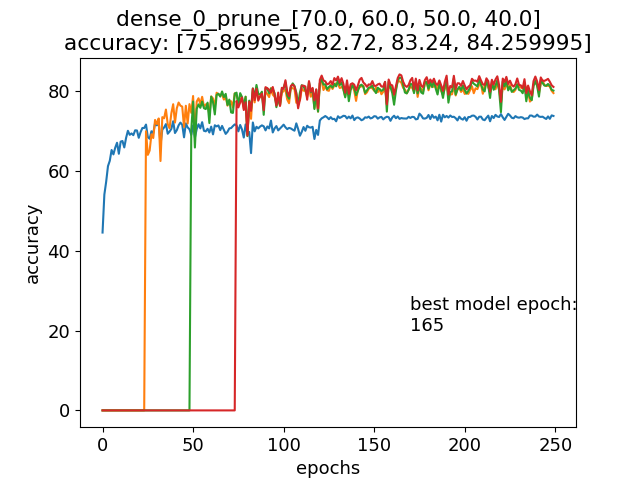 dense_0_prune_[70.0, 60.0, 50.0, 40.0]
accuracy: [75.869995, 82.72, 83.24, 84.259995]
80
60
40
20
0
accuracy
best model epoch:
165
0 50 100 150 200 250
epochs